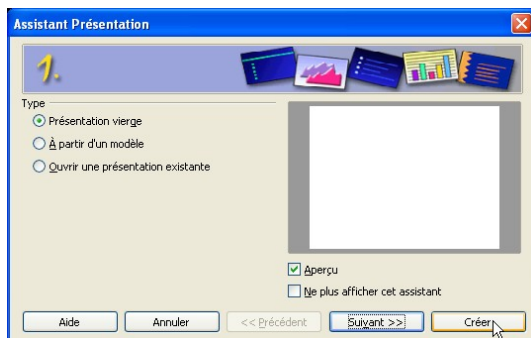 Assistant Présentation
1.
Type
Présentation vierge
À partir d'un modèle
Ouvrir une présentation existante
Aperçu
Ne plus afficher cet assistant
Aide
Annuler
<< Précédent
Suivant >>
Créer